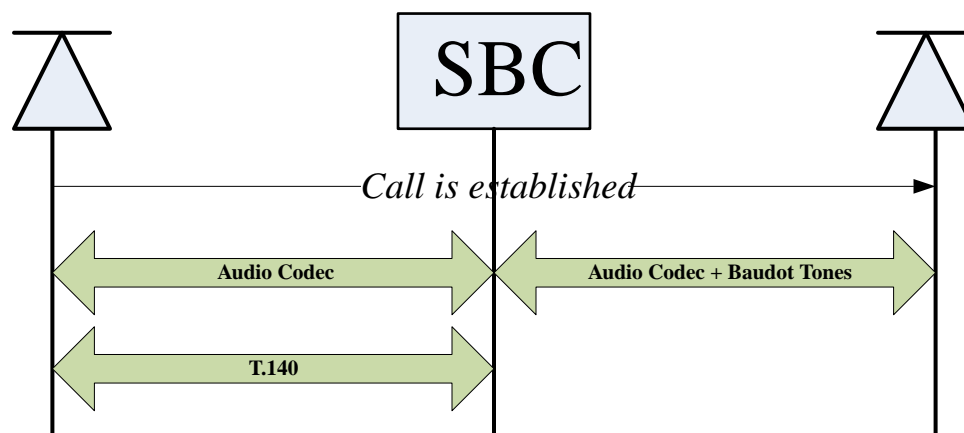 SBC
Call is established
Audio Codec
Audio Codec + Baudot Tones
T.140